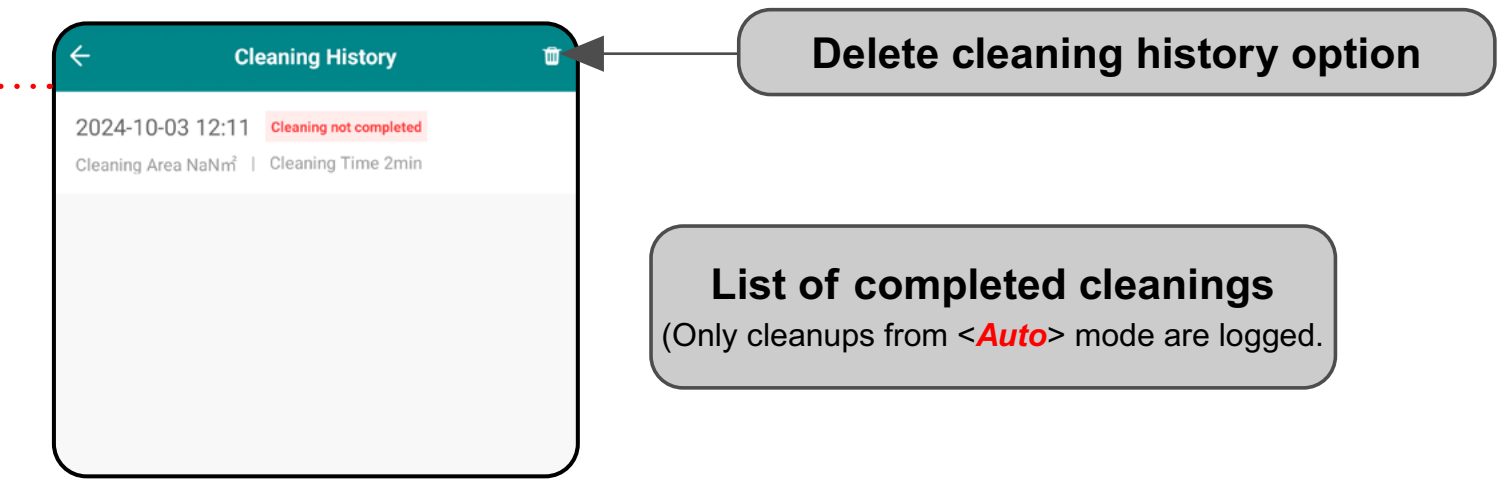 Cleaning History
Delete cleaning history option
2024-10-03 12:11 Cleaning not completed
Cleaning Area NaN㎡ | Cleaning Time 2min
List of completed cleanings
(Only cleanups from <Auto> mode are logged.